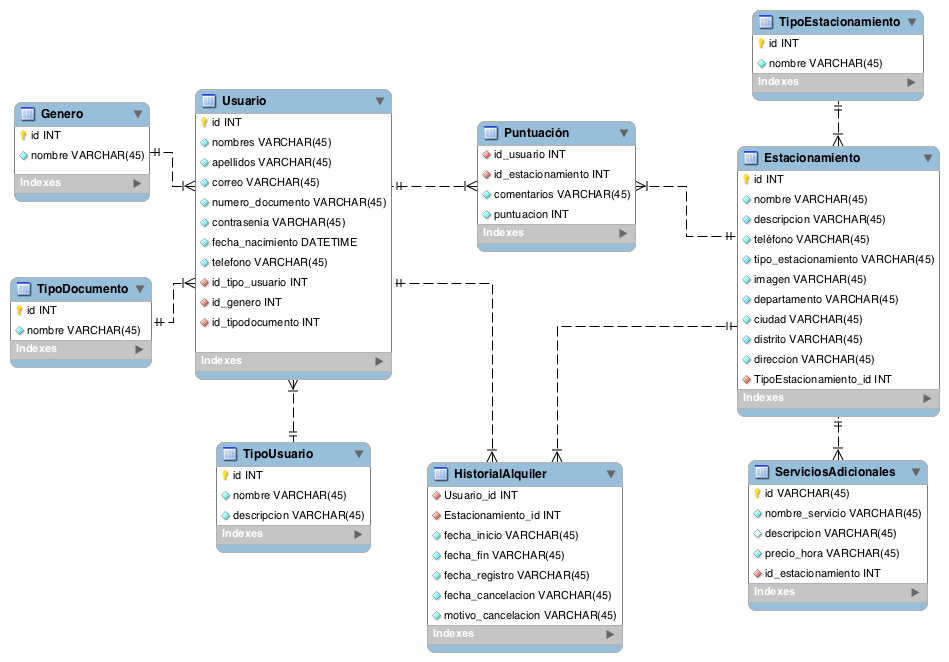 TipoEstacionamiento
id INT
nombre VARCHAR(45)
Indexes
Genero
id INT
nombre VARCHAR(45)
Indexes
Usuario
id INT
nombres VARCHAR(45)
apellidos VARCHAR(45)
correo VARCHAR(45)
numero_documento VARCHAR(45)
contrasenia VARCHAR(45)
fecha_nacimiento DATETIME
telefono VARCHAR(45)
id_tipo_usuario INT
id_genero INT
id_tipodocumento INT
Indexes
Puntuación
id_usuario INT
id_estacionamiento INT
comentarios VARCHAR(45)
puntuacion INT
Indexes
Estacionamiento
id INT
nombre VARCHAR(45)
descripcion VARCHAR(45)
teléfono VARCHAR(45)
tipo_estacionamiento VARCHAR(45)
imagen VARCHAR(45)
departamento VARCHAR(45)
ciudad VARCHAR(45)
distrito VARCHAR(45)
direccion VARCHAR(45)
TipoEstacionamiento_id INT
Indexes
TipoDocumento
id INT
nombre VARCHAR(45)
Indexes
TipoUsuario
id INT
nombre VARCHAR(45)
descripcion VARCHAR(45)
Indexes
HistorialAlquiler
Usuario_id INT
Estacionamiento_id INT
fecha_inicio VARCHAR(45)
fecha_fin VARCHAR(45)
fecha_registro VARCHAR(45)
fecha_cancelacion VARCHAR(45)
motivo_cancelacion VARCHAR(45)
Indexes
ServiciosAdicionales
id VARCHAR(45)
nombre_servicio VARCHAR(45)
descripcion VARCHAR(45)
precio_hora VARCHAR(45)
id_estacionamiento INT
Indexes